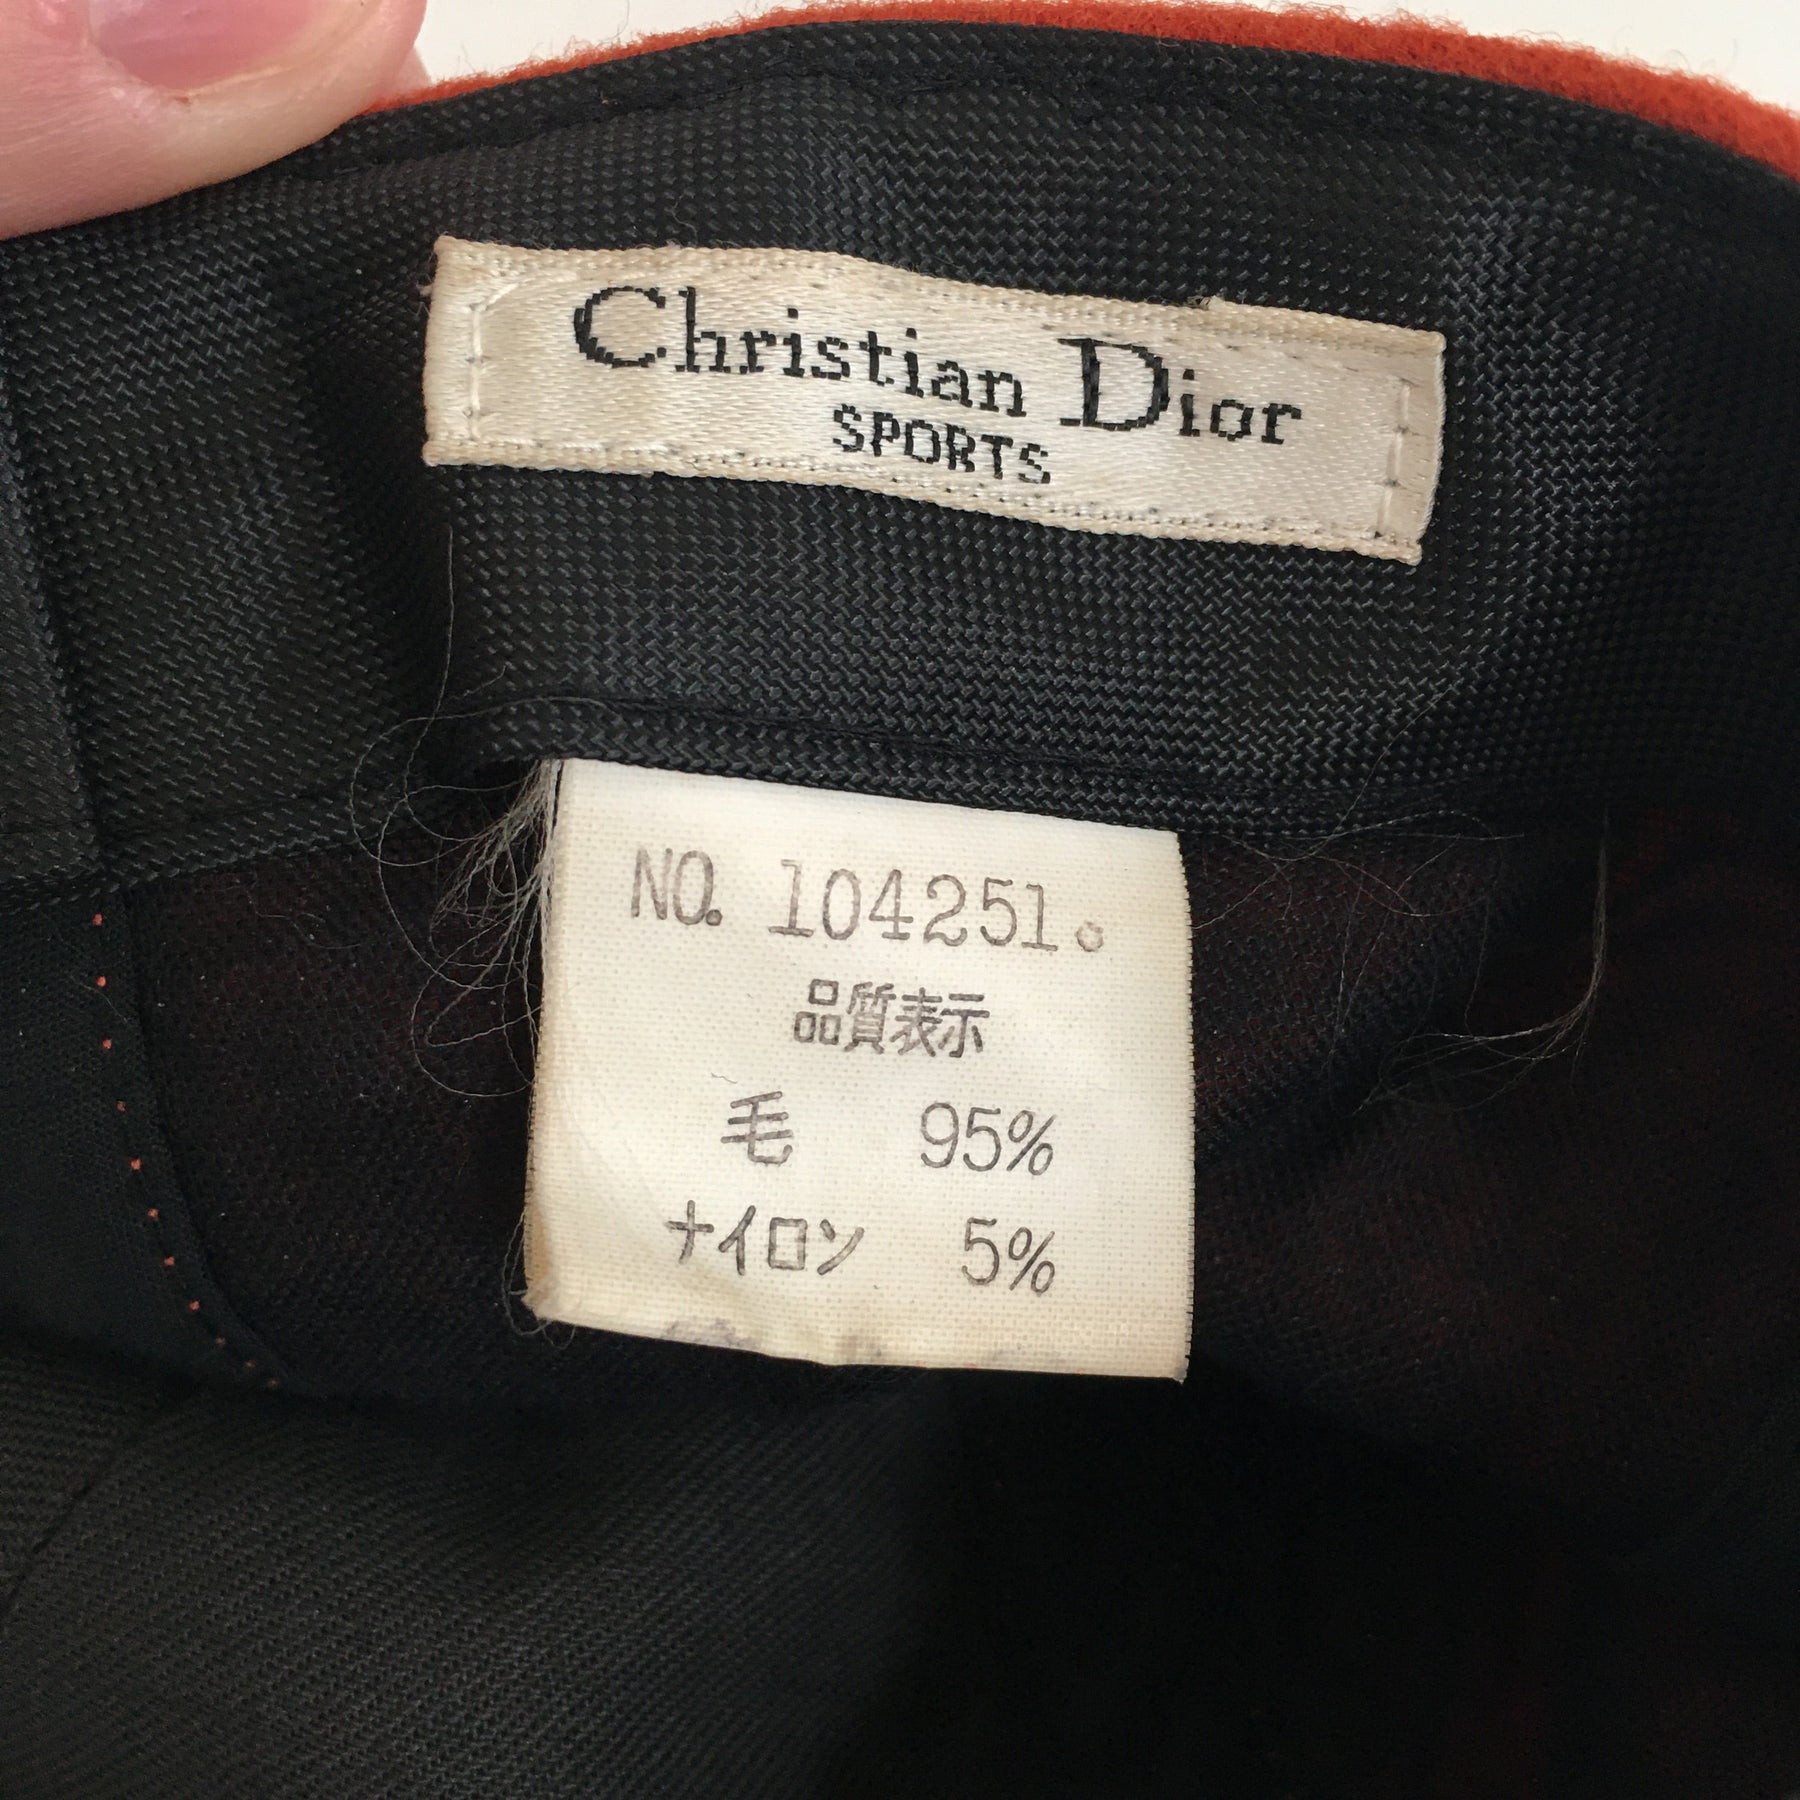 Christian Dior
SPORTS
NO. 104251.
品質表示
毛 95%
ナイロン 5%